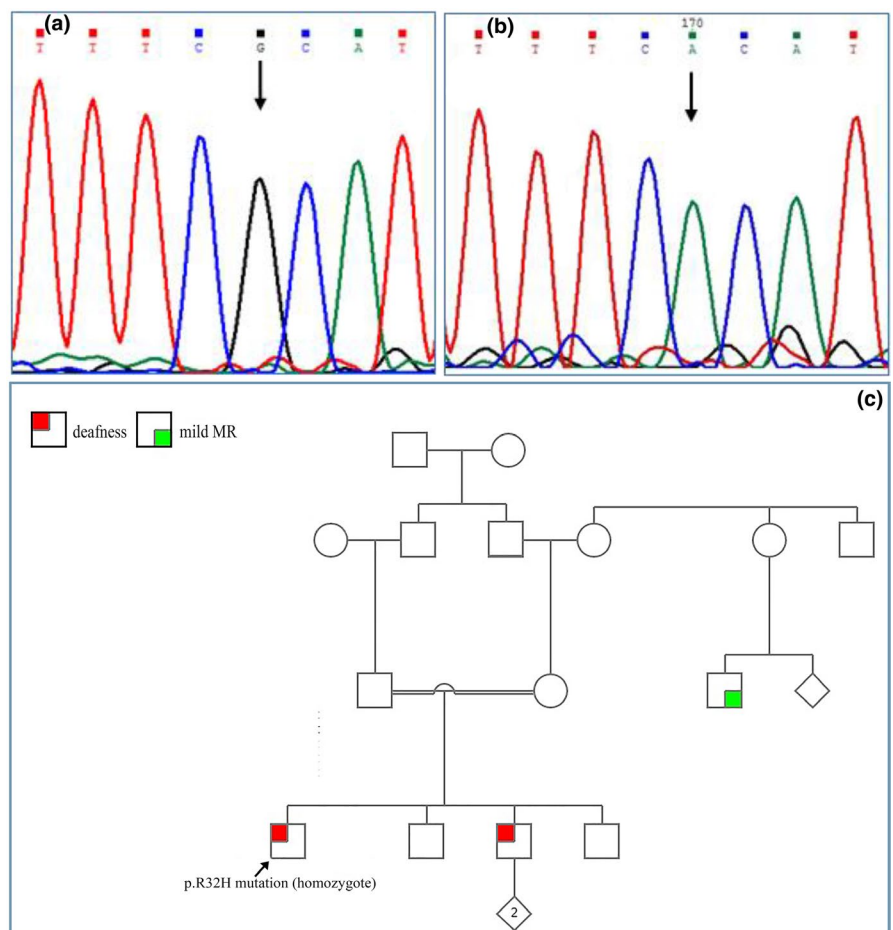 (a)
T T T C G C A T
(b)
170
T T T C A C A T
(c)
deafness mild MR
p.R32H mutation (homozygote)
2